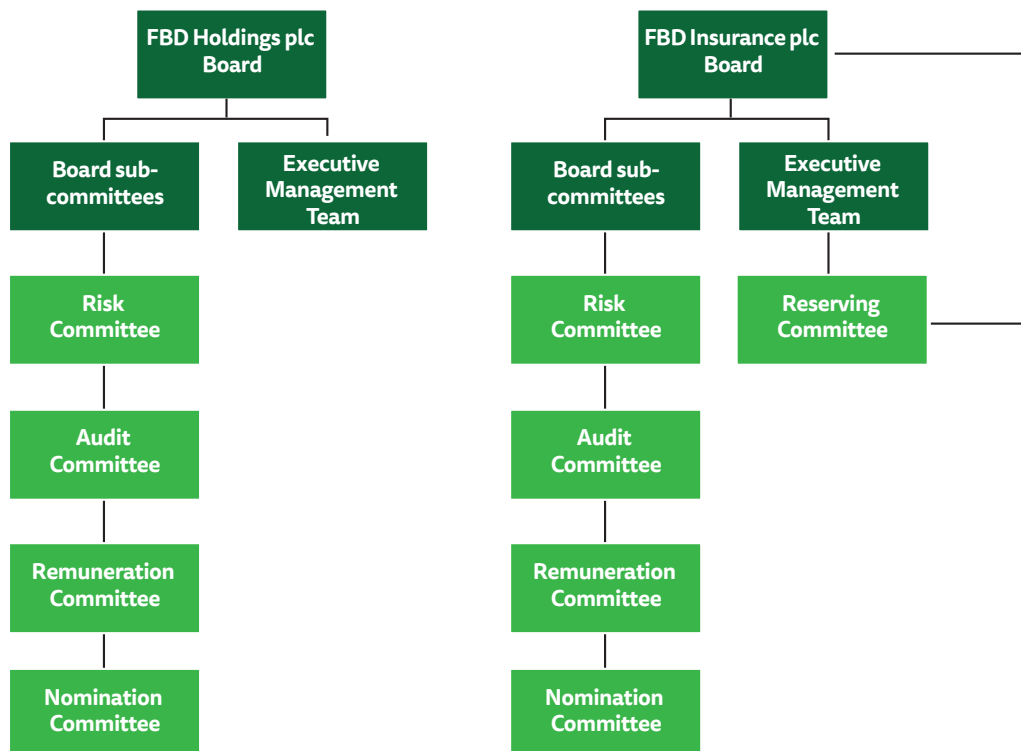 FBD Holdings plc
Board
FBD Insurance plc
Board
Board sub-
committees
Executive
Management
Team
Board sub-
committees
Executive
Management
Team
Risk
Committee
Risk
Committee
Reserving
Committee
Audit
Committee
Audit
Committee
Remuneration
Committee
Remuneration
Committee
Nomination
Committee
Nomination
Committee